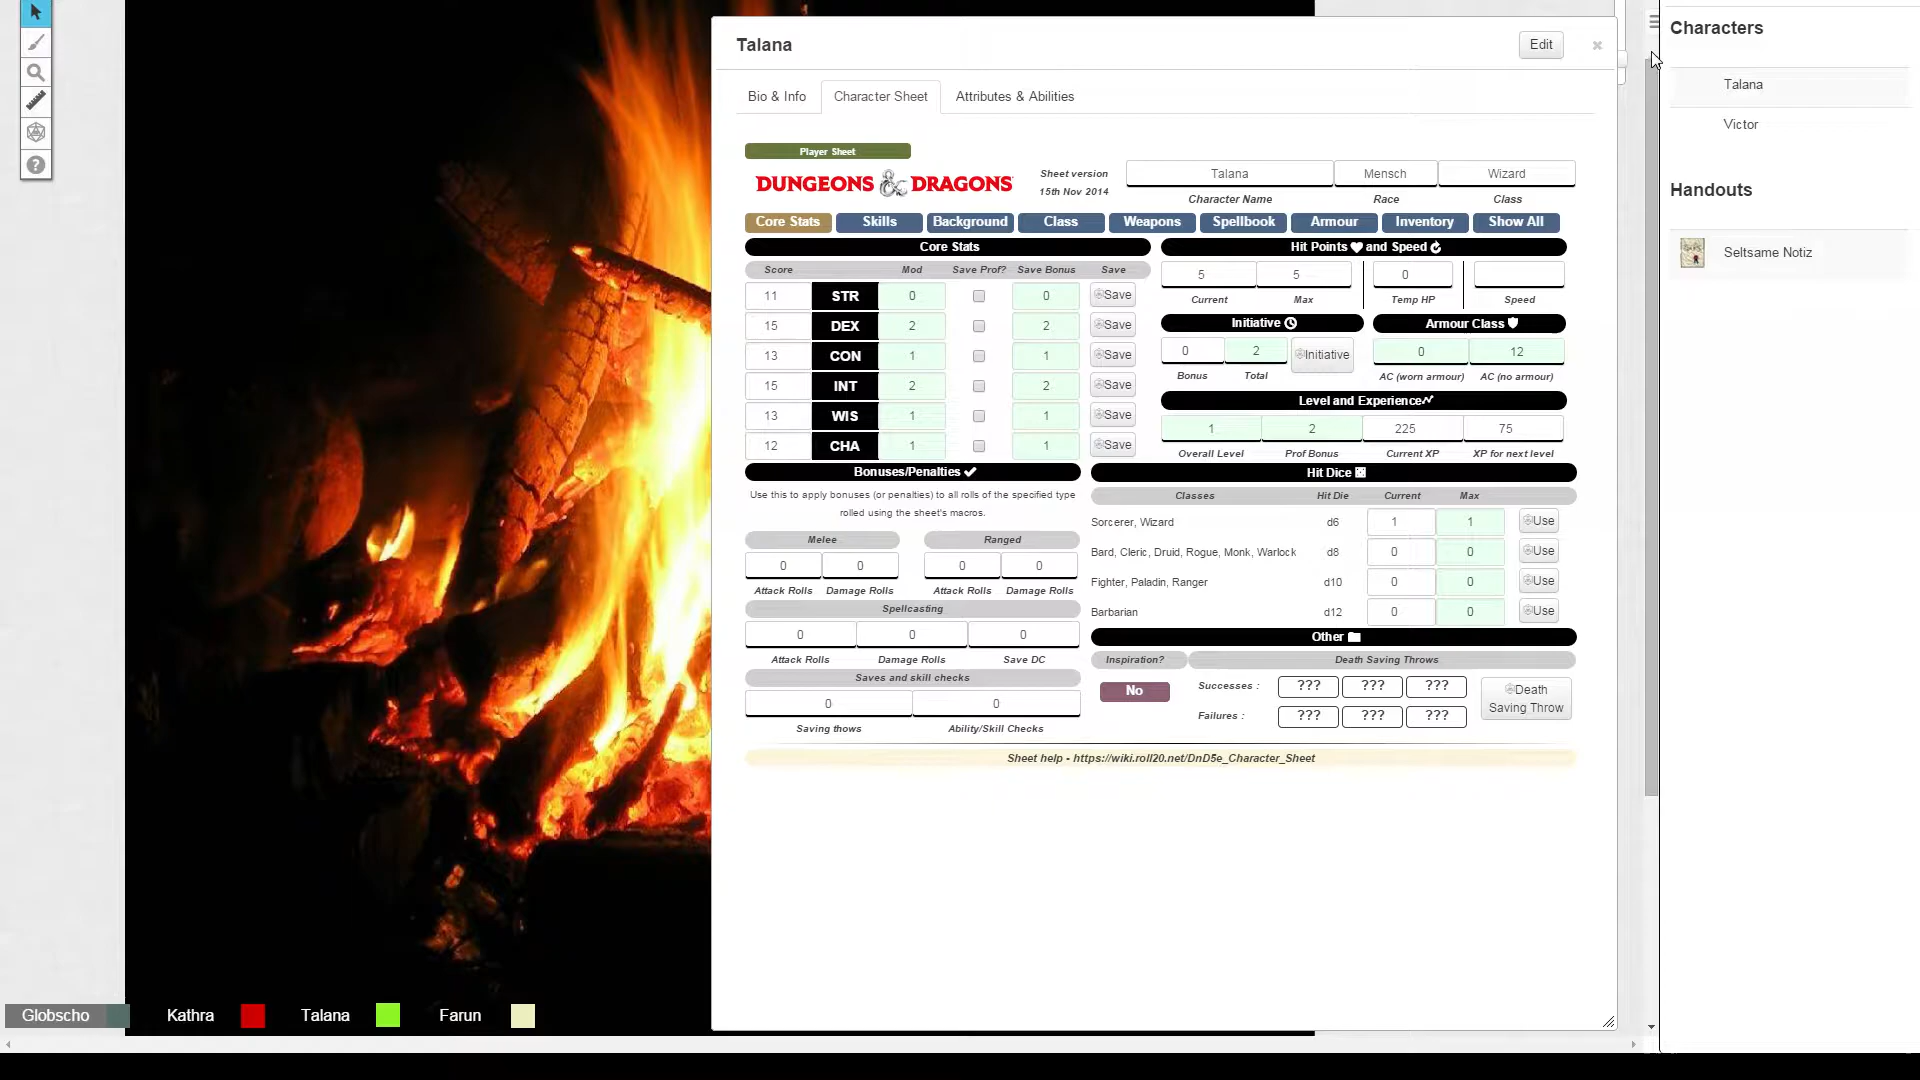 Talana
Edit
Bio & Info
Character Sheet
Attributes & Abilities
Player Sheet
DUNGEONS & DRAGONS
Sheet version
15th Nov 2014
Talana
Mensch
Wizard
Character Name
Race
Class
Core Stats
Skills
Background
Class
Weapons
Spellbook
Armour
Inventory
Show All
Core Stats
Score
Mod
Save Prof?
Save Bonus
Save
11 STR 0 0 Save
15 DEX 2 2 Save
13 CON 1 1 Save
15 INT 2 2 Save
13 WIS 1 1 Save
12 CHA 1 1 Save
Hit Points and Speed
5 5 0
Current Max Temp HP Speed
Initiative
0 2 Initiative
Bonus Total
Armour Class
0 12
AC (worn armour) AC (no armour)
Level and Experience
1 2 225 75
Overall Level Prof Bonus Current XP XP for next level
Bonuses/Penalties
Use this to apply bonuses (or penalties) to all rolls of the specified type
rolled using the sheet's macros.
Melee
0 0
Attack Rolls Damage Rolls
Ranged
0 0
Attack Rolls Damage Rolls
Spellcasting
0 0 0
Attack Rolls Damage Rolls Save DC
Saves and skill checks
0 0
Saving thows Ability/Skill Checks
Hit Dice
Classes Hit Die Current Max
Sorcerer, Wizard d6 1 1 Use
Bard, Cleric, Druid, Rogue, Monk, Warlock d8 0 0 Use
Fighter, Paladin, Ranger d10 0 0 Use
Barbarian d12 0 0 Use
Other
Inspiration?
No
Death Saving Throws
Successes : ??? ??? ???
Failures : ??? ??? ???
Death
Saving Throw
Sheet help - https://wiki.roll20.net/DnD5e_Character_Sheet
Characters
Talana
Victor
Handouts
Seltsame Notiz
Globscho
Kathra
Talana
Farun